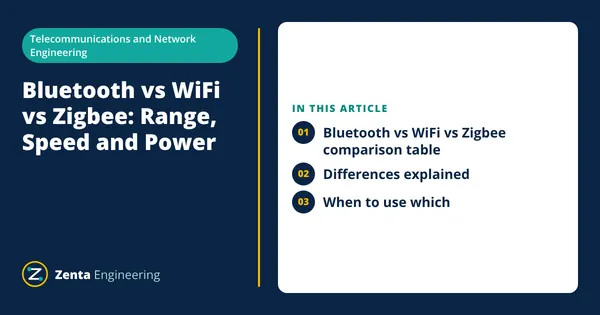 Telecommunications and Network
Engineering
Bluetooth vs WiFi
vs Zigbee: Range,
Speed and Power
Zenta Engineering
IN THIS ARTICLE
01 Bluetooth vs WiFi vs Zigbee
comparison table
02 Differences explained
03 When to use which